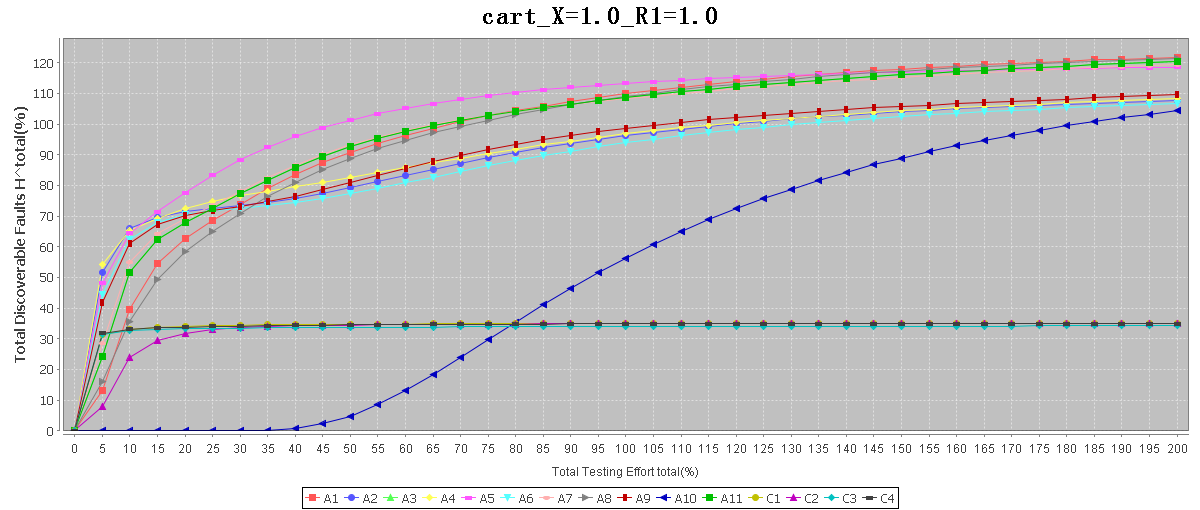 cart_X=1.0_R1=1.0
Total Discoverable Faults H^total(%)
120
110
100
90
80
70
60
50
40
30
20
10
0
0 5 10 15 20 25 30 35 40 45 50 55 60 65 70 75 80 85 90 95 100 105 110 115 120 125 130 135 140 145 150 155 160 165 170 175 180 185 190 195 200
Total Testing Effort total(%)
A1 A2 A3 A4 A5 A6 A7 A8 A9 A10 A11 C1 C2 C3 C4